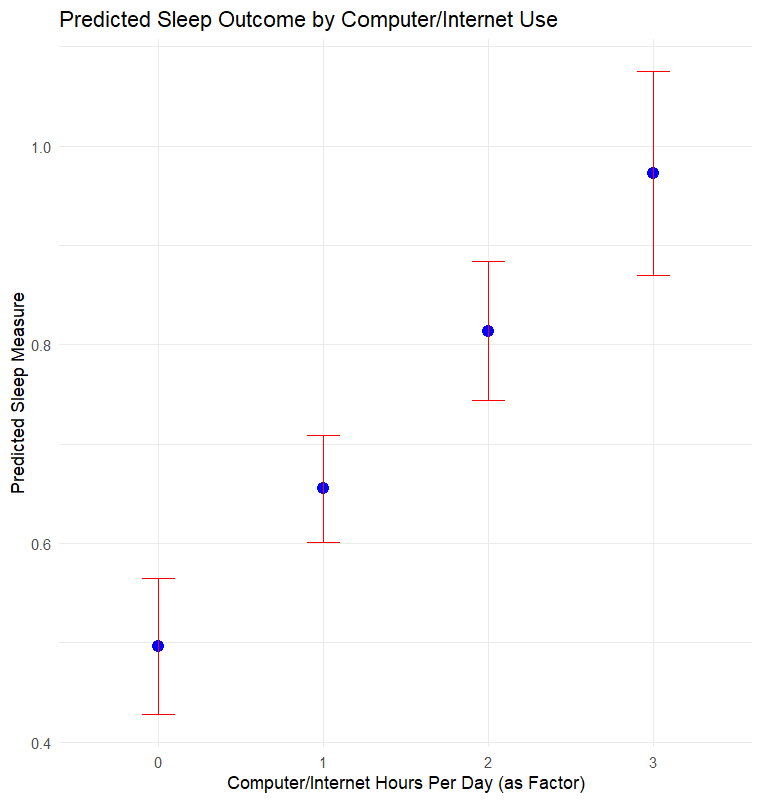 Predicted Sleep Outcome by Computer/Internet Use
Predicted Sleep Measure
1.0
0.8
0.6
0.4
0 1 2 3
Computer/Internet Hours Per Day (as Factor)